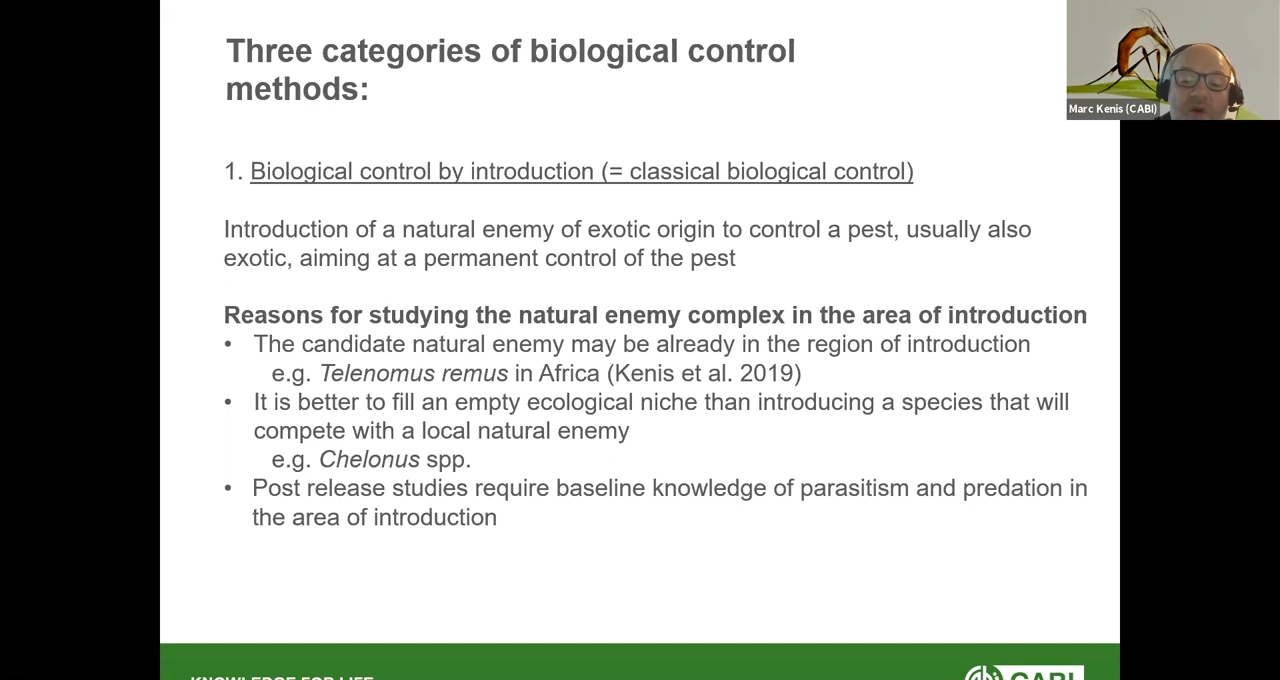 Three categories of biological control
methods:
Marc Kenis (CABI)
1. Biological control by introduction (= classical biological control)
Introduction of a natural enemy of exotic origin to control a pest, usually also
exotic, aiming at a permanent control of the pest
Reasons for studying the natural enemy complex in the area of introduction
• The candidate natural enemy may be already in the region of introduction
e.g. Telenomus remus in Africa (Kenis et al. 2019)
• It is better to fill an empty ecological niche than introducing a species that will
compete with a local natural enemy
e.g. Chelonus spp.
• Post release studies require baseline knowledge of parasitism and predation in
the area of introduction
KNOWLEDGE FOR LIFE
CABI